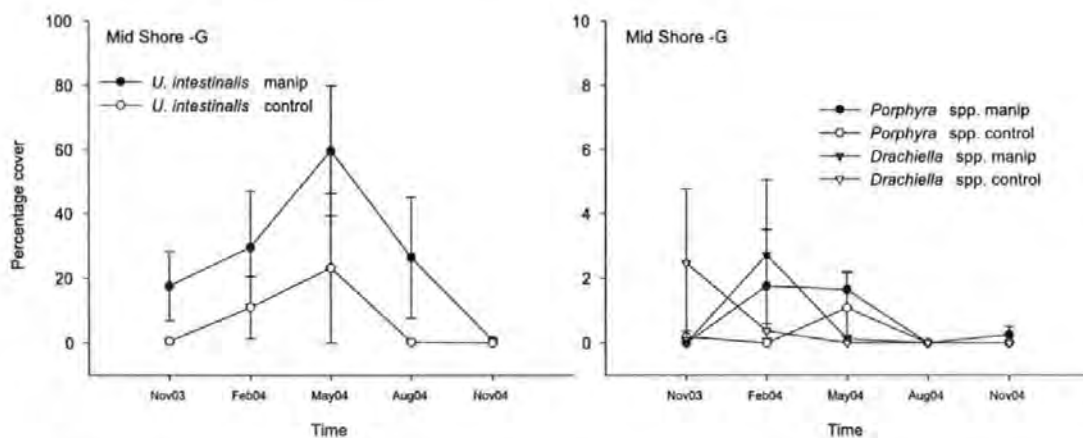 Mid Shore -G
U. intestinalis manip
U. intestinalis control
Percentage cover
100
80
60
40
20
0
Nov03 Feb04 May04 Aug04 Nov04
Time
Mid Shore -G
Porphyra spp. manip
Porphyra spp. control
Drachiella spp. manip
Drachiella spp. control
10
8
6
4
2
0
Nov03 Feb04 May04 Aug04 Nov04
Time